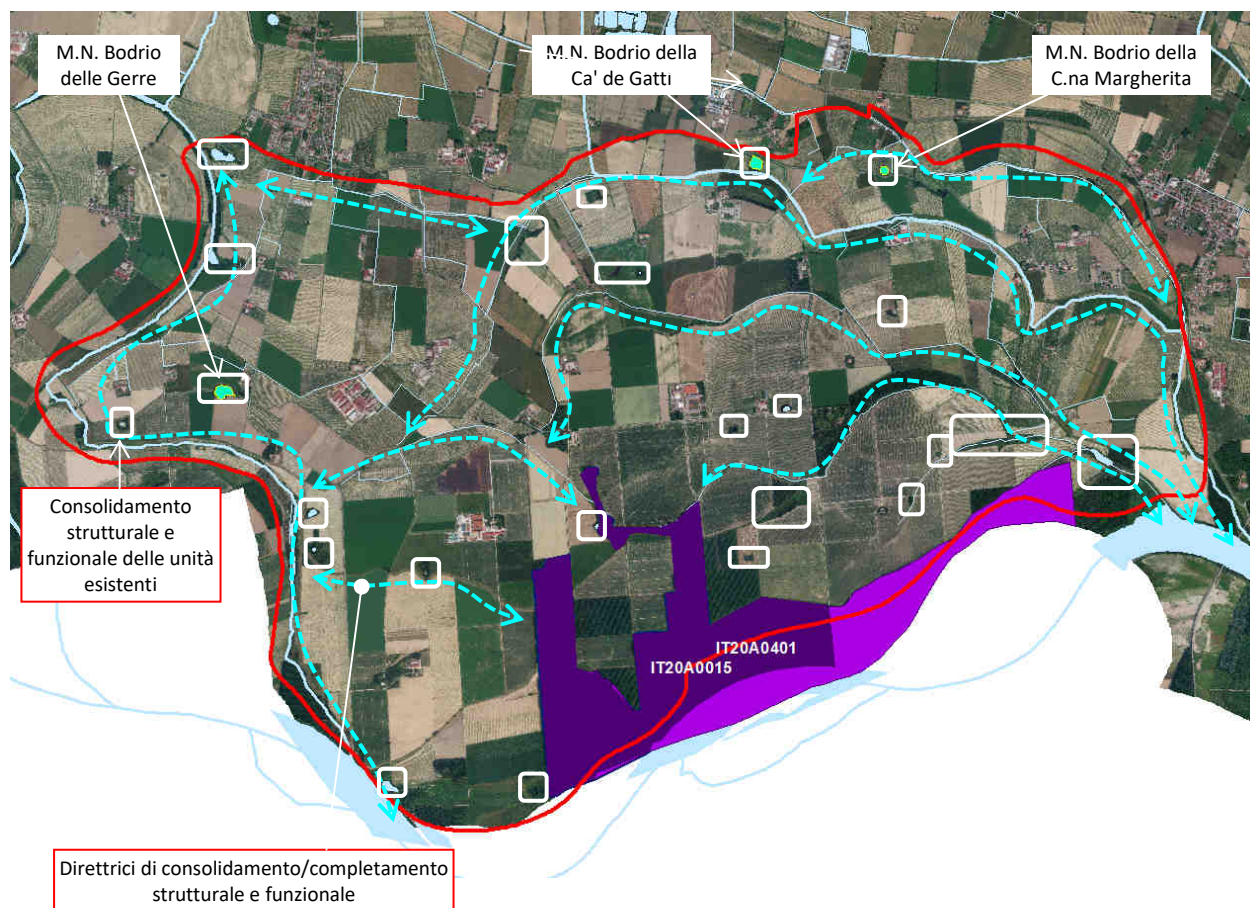 M.N. Bodrio
delle Gerre
M.N. Bodrio della
Ca' de Gatti
M.N. Bodrio della
C.na Margherita
Consolidamento
strutturale e
funzionale delle unità
esistenti
IT20A0401
IT20A0015
Direttrici di consolidamento/completamento
strutturale e funzionale